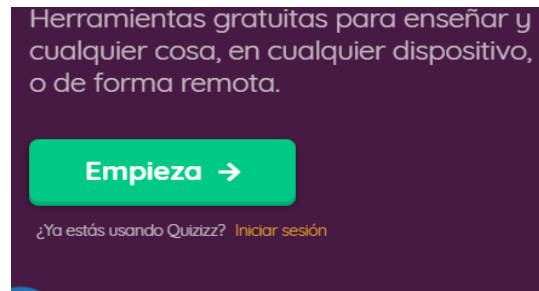 Herramientas gratuitas para enseñar y
cualquier cosa, en cualquier dispositivo,
o de forma remota.
Empieza →
¿Ya estás usando Quizizz? Iniciar sesión